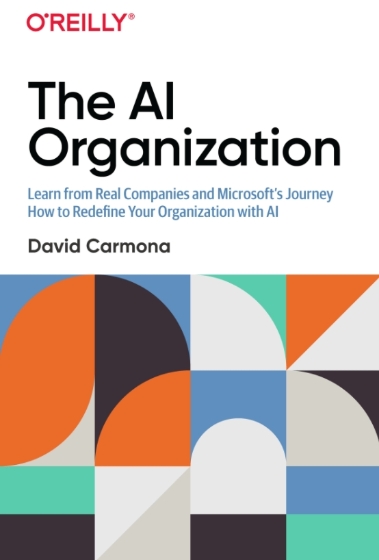 O'REILLY®
The AI
Organization
Learn from Real Companies and Microsoft's Journey
How to Redefine Your Organization with AI
David Carmona